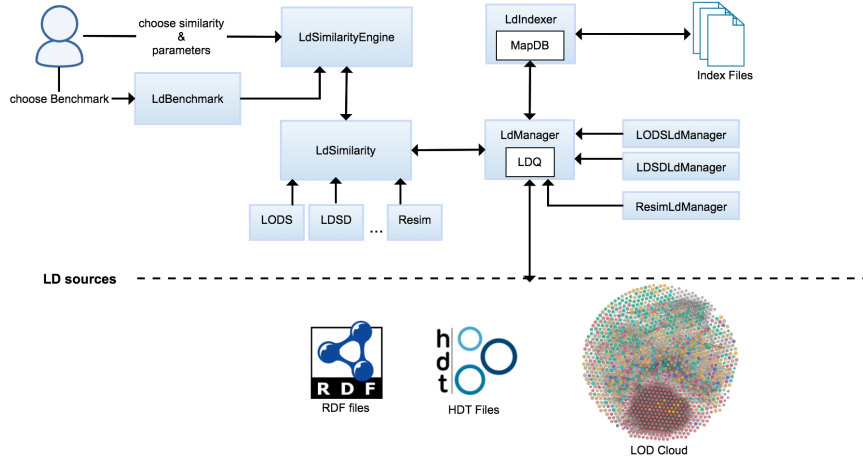 choose similarity
&
parameters
LdSimilarityEngine
LdIndexer
MapDB
Index Files
choose Benchmark
LdBenchmark
LdSimilarity
LdManager
LDQ
LODSLdManager
LDSDLdManager
ResimLdManager
LODS
LDSD
...
Resim
LD sources
hdt
RDF
RDF files
HDT Files
LOD Cloud